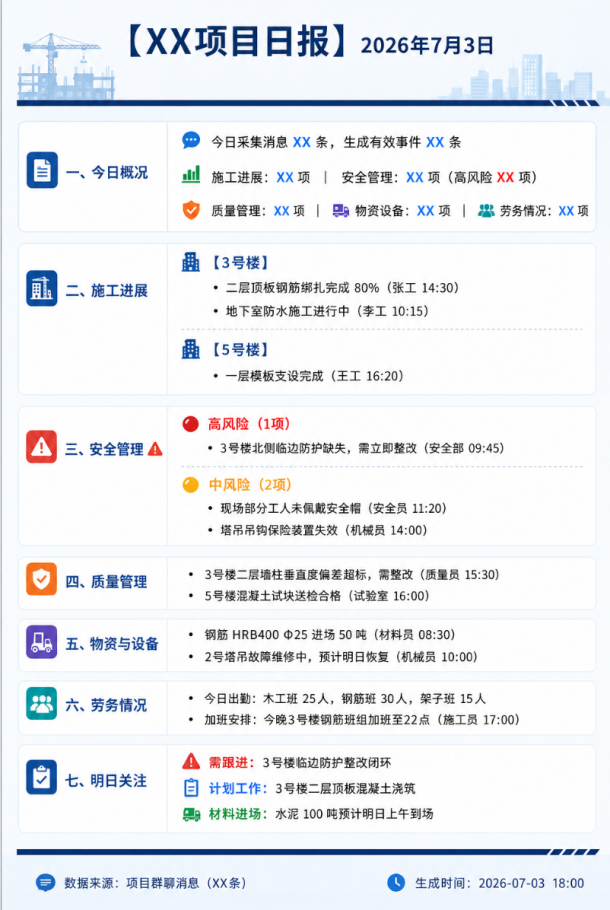 【XX项目日报】2026年7月3日
一、今日概况
今日采集消息 XX 条，生成有效事件 XX 条
施工进展：XX 项 | 安全管理：XX 项（高风险 XX 项）
质量管理：XX 项 | 物资设备：XX 项 | 劳务情况：XX 项
二、施工进展
【3号楼】
• 二层顶板钢筋绑扎完成 80%（张工 14:30）
• 地下室防水施工进行中（李工 10:15）
【5号楼】
• 一层模板支设完成（王工 16:20）
三、安全管理
高风险（1项）
• 3号楼北侧临边防护缺失，需立即整改（安全部 09:45）
中风险（2项）
• 现场部分工人未佩戴安全帽（安全员 11:20）
• 塔吊吊钩保险装置失效（机械员 14:00）
四、质量管理
• 3号楼二层墙柱垂直度偏差超标，需整改（质量员 15:30）
• 5号楼混凝土试块送检合格（试验室 16:00）
五、物资与设备
• 钢筋 HRB400 Φ25 进场 50 吨（材料员 08:30）
• 2号塔吊故障维修中，预计明日恢复（机械员 10:00）
六、劳务情况
• 今日出勤：木工班 25人，钢筋班 30人，架子班 15人
• 加班安排：今晚3号楼钢筋班组加班至22点（施工员 17:00）
七、明日关注
需跟进：3号楼临边防护整改闭环
计划工作：3号楼二层顶板混凝土浇筑
材料进场：水泥 100 吨预计明日上午到场
数据来源：项目群聊消息（XX条）
生成时间：2026-07-03 18:00